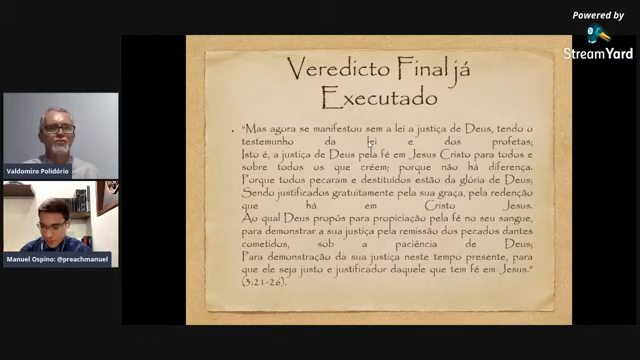 Powered by
StreamYard
Veredicto Final já
Executado
• "Mas agora se manifestou sem a lei a justiça de Deus, tendo o
testemunho da lei e dos profetas;
Isto é, a justiça de Deus pela fé em Jesus Cristo para todos e
sobre todos os que crêem; porque não há diferença.
Porque todos pecaram e destituídos estão da glória de Deus;
Sendo justificados gratuitamente pela sua graça, pela redenção
que há em Cristo Jesus.
Ao qual Deus propôs para propiciação pela fé no seu sangue,
para demonstrar a sua justiça pela remissão dos pecados dantes
cometidos, sob a paciência de Deus;
Para demonstração da sua justiça neste tempo presente, para
que ele seja justo e justificador daquele que tem fé em Jesus."
(3:21-26).
Valdomiro Polidório
Manuel Ospino: @preachmanuel